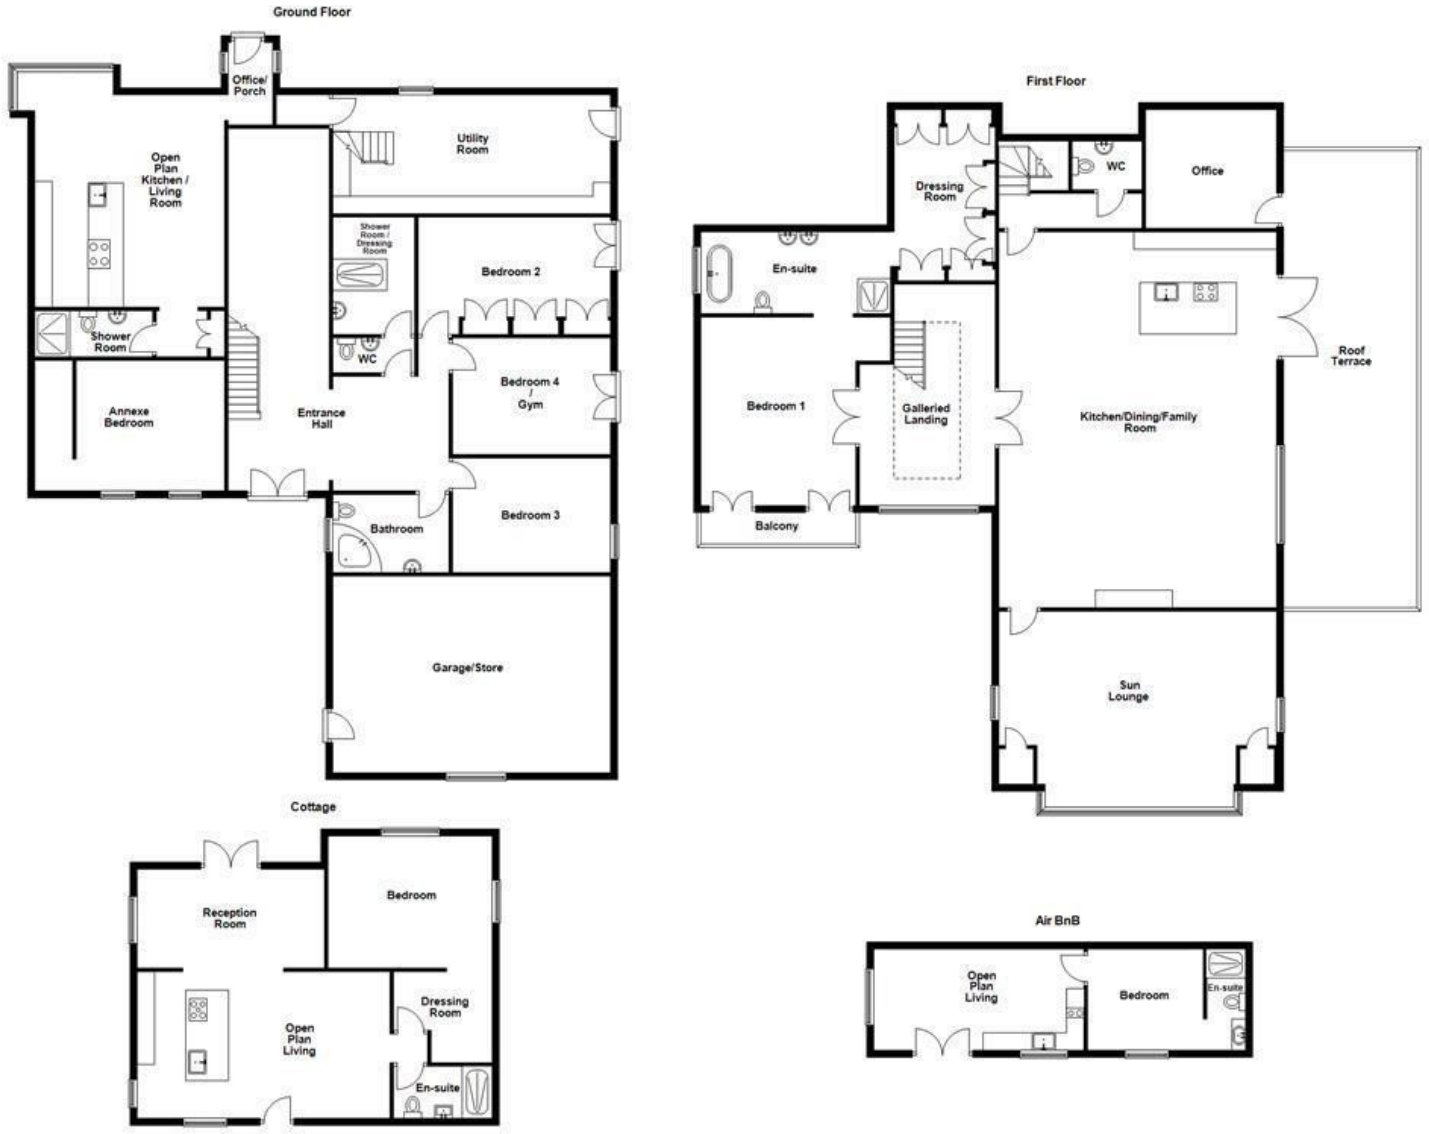 Ground Floor
Office/
Porch
Open
Plan
Kitchen /
Living
Room
Utility
Room
Shower
Room /
Dressing
Room
Bedroom 2
Shower
Room
WC
Bedroom 4
/
Gym
Annexe
Bedroom
Entrance
Hall
Bathroom
Bedroom 3
Garage/Store
First Floor
WC
Office
Dressing
Room
En-suite
Roof
Terrace
Bedroom 1
Galleried
Landing
Kitchen/Dining/Family
Room
Balcony
Sun
Lounge
Cottage
Bedroom
Reception
Room
Dressing
Room
Open
Plan
Living
En-suite
Air BnB
Open
Plan
Living
Bedroom
En-suite